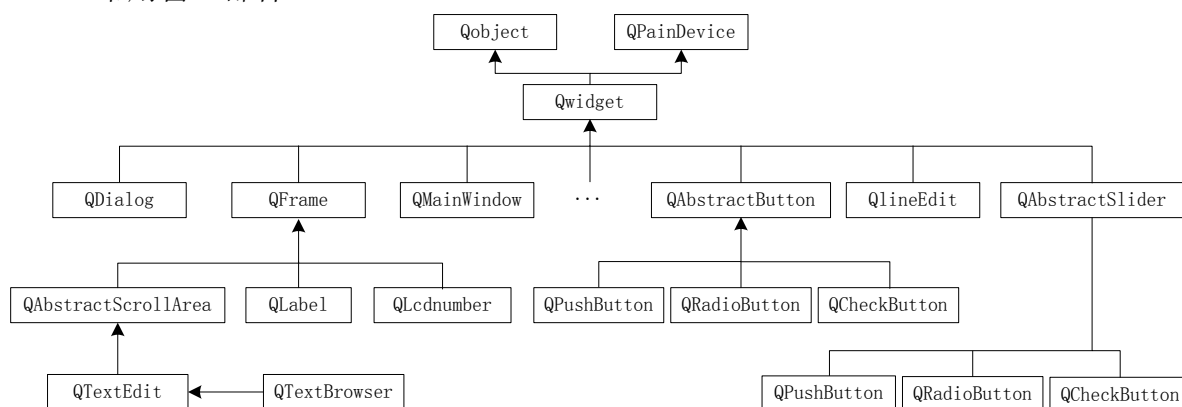 Qobject QPainDevice
Qwidget
QDialog QFrame QMainWindow ... QAbstractButton QlineEdit QAbstractSlider
QAbstractScrollArea QLabel QLcdnumber QPushButton QRadioButton QCheckButton
QTextEdit QTextBrowser QPushButton QRadioButton QCheckButton